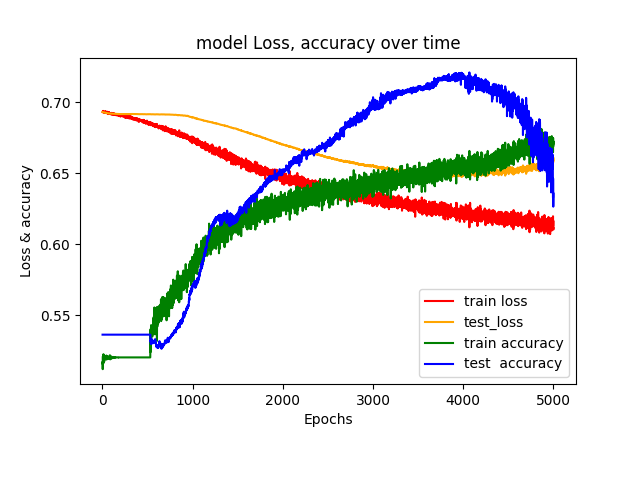 model Loss, accuracy over time
Loss & accuracy
0.70
0.65
0.60
0.55
train loss
test_loss
train accuracy
test  accuracy
0 1000 2000 3000 4000 5000
Epochs